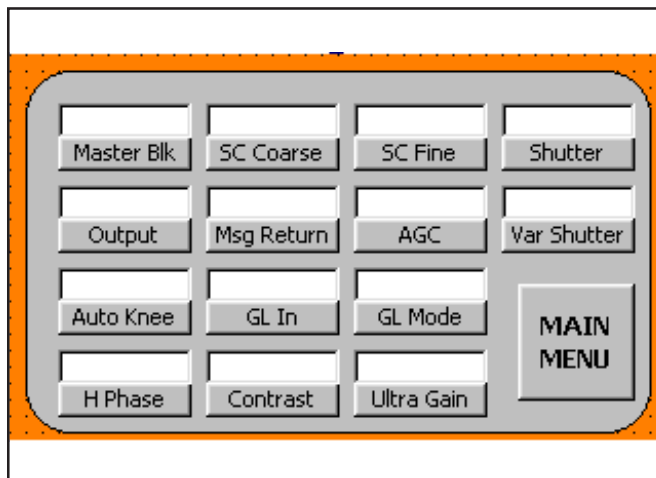 Master Blk
SC Coarse
SC Fine
Shutter
Output
Msg Return
AGC
Var Shutter
Auto Knee
GL In
GL Mode
MAIN
MENU
H Phase
Contrast
Ultra Gain